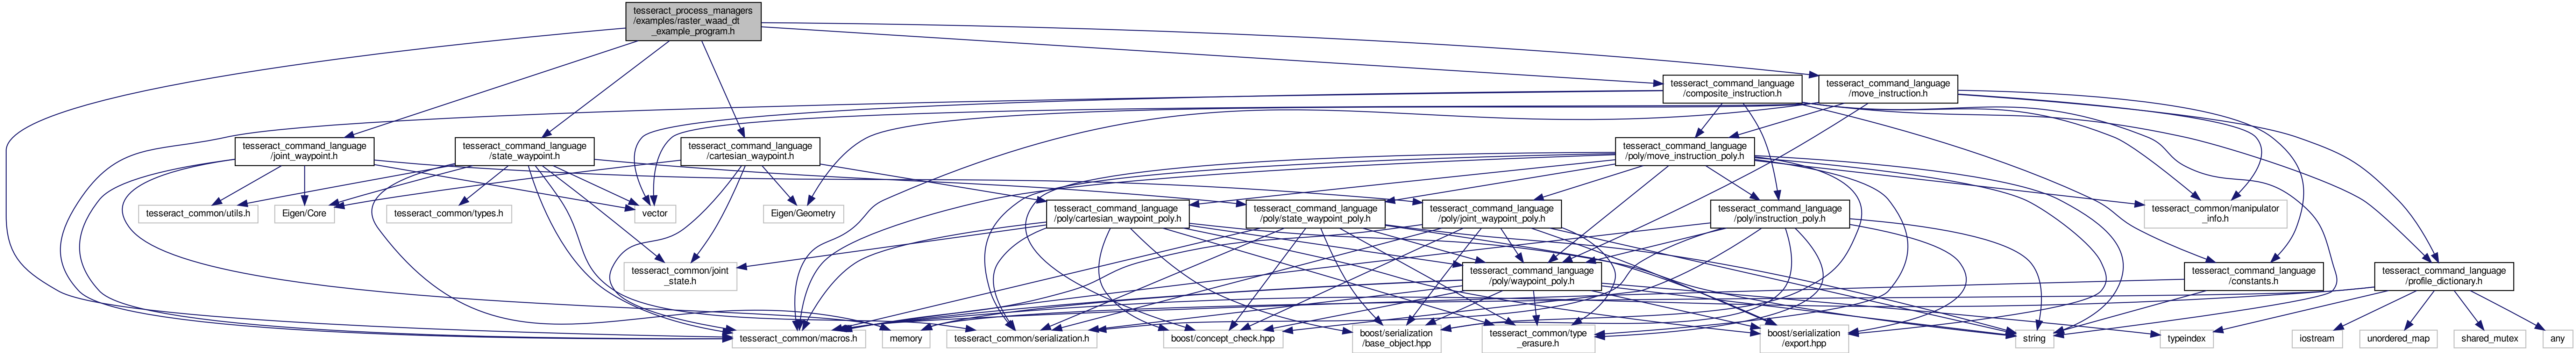 tesseract_process_managers
/examples/raster_waad_dt
_example_program.h
tesseract_command_language
/composite_instruction.h
tesseract_command_language
/move_instruction.h
tesseract_command_language
/joint_waypoint.h
tesseract_command_language
/state_waypoint.h
tesseract_command_language
/cartesian_waypoint.h
tesseract_command_language
/poly/move_instruction_poly.h
tesseract_common/utils.h
Eigen/Core
tesseract_common/types.h
vector
Eigen/Geometry
tesseract_command_language
/poly/cartesian_waypoint_poly.h
tesseract_command_language
/poly/state_waypoint_poly.h
tesseract_command_language
/poly/joint_waypoint_poly.h
tesseract_command_language
/poly/instruction_poly.h
tesseract_common/manipulator
_info.h
tesseract_common/joint
_state.h
tesseract_command_language
/poly/waypoint_poly.h
tesseract_command_language
/constants.h
tesseract_command_language
/profile_dictionary.h
tesseract_common/macros.h
memory
tesseract_common/serialization.h
boost/concept_check.hpp
boost/serialization
/base_object.hpp
tesseract_common/type
_erasure.h
boost/serialization
/export.hpp
string
typeindex
iostream
unordered_map
shared_mutex
any